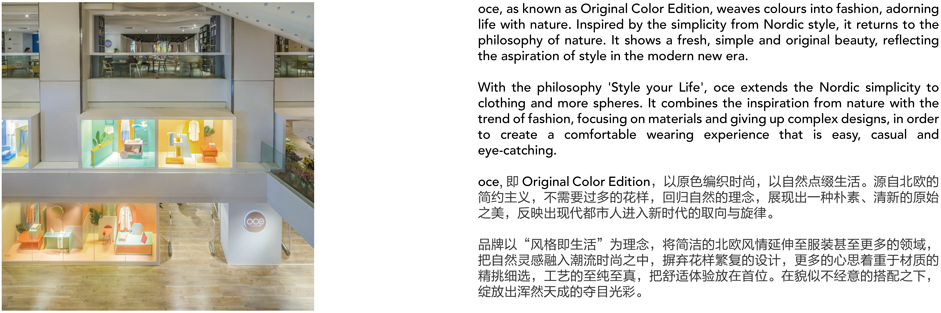 oce
oce, as known as Original Color Edition, weaves colours into fashion, adorning
life with nature. Inspired by the simplicity from Nordic style, it returns to the
philosophy of nature. It shows a fresh, simple and original beauty, reflecting
the aspiration of style in the modern new era.
With the philosophy 'Style your Life', oce extends the Nordic simplicity to
clothing and more spheres. It combines the inspiration from nature with the
trend of fashion, focusing on materials and giving up complex designs, in order
to create a comfortable wearing experience that is easy, casual and
eye-catching.
oce, 即 Original Color Edition，以原色编织时尚，以自然点缀生活。源自北欧的
简约主义，不需要过多的花样，回归自然的理念，展现出一种朴素、清新的原始
之美，反映出现代都市人进入新时代的取向与旋律。
品牌以“风格即生活”为理念，将简洁的北欧风情延伸至服装甚至更多的领域，
把自然灵感融入潮流时尚之中，摒弃花样繁复的设计，更多的心思着重于材质的
精挑细选，工艺的至纯至真，把舒适体验放在首位。在貌似不经意的搭配之下，
绽放出浑然天成的夺目光彩。